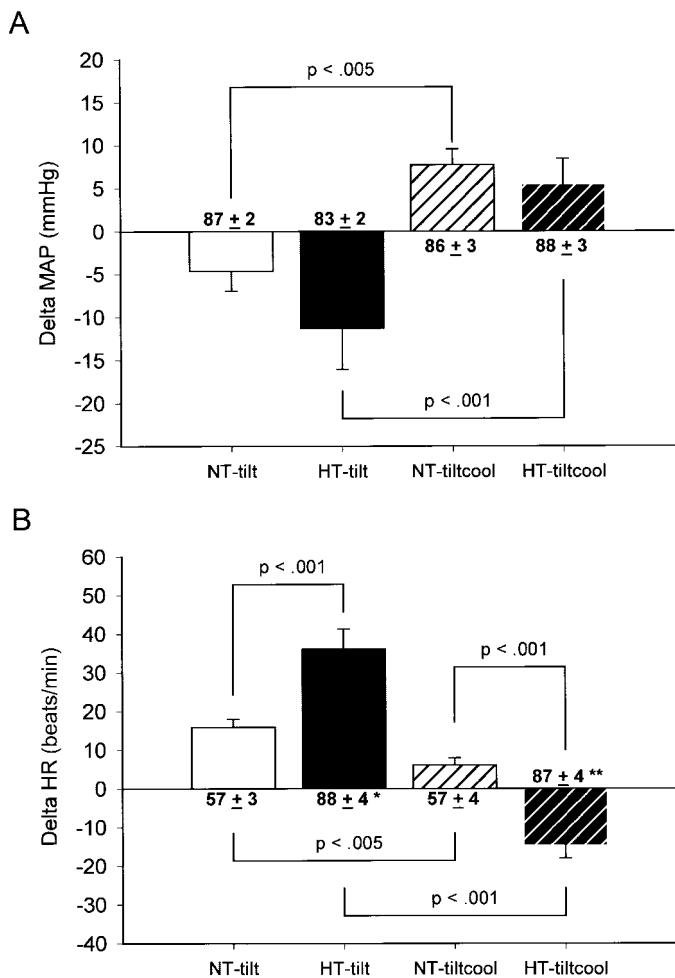 A
Delta MAP (mmHg)
20
15
10
5
0
-5
-10
-15
-20
-25
p < .005
87 ± 2
83 ± 2
86 ± 3
88 ± 3
p < .001
NT-tilt HT-tilt NT-tiltcool HT-tiltcool
B
Delta HR (beats/min)
60
50
40
30
20
10
0
-10
-20
-30
-40
p < .001
p < .001
87 ± 4 **
57 ± 3
88 ± 4 *
57 ± 4
p < .005
p < .001
NT-tilt HT-tilt NT-tiltcool HT-tiltcool